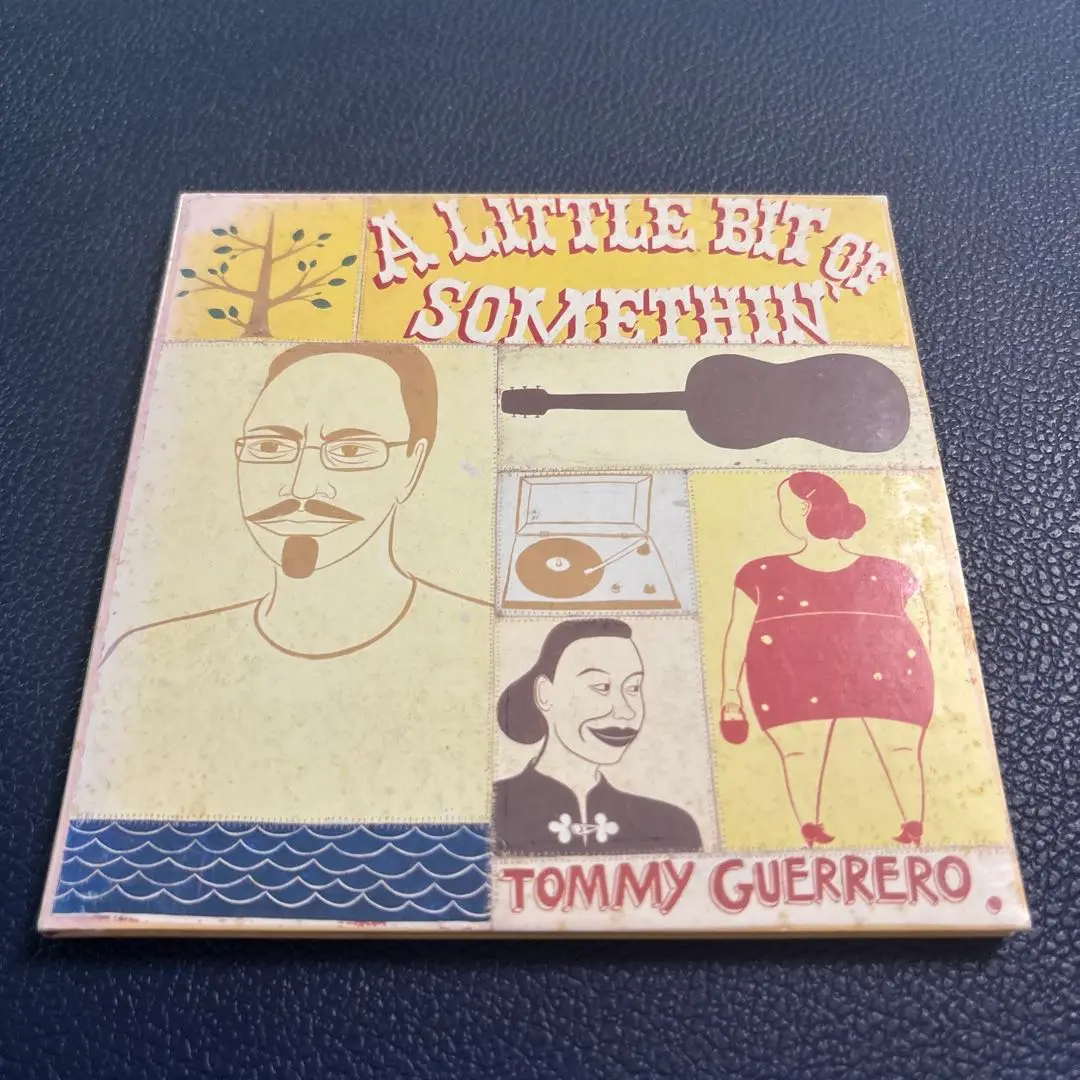 A LITTLE BIT OF
SOMETHIN'
TOMMY GUERRERO.